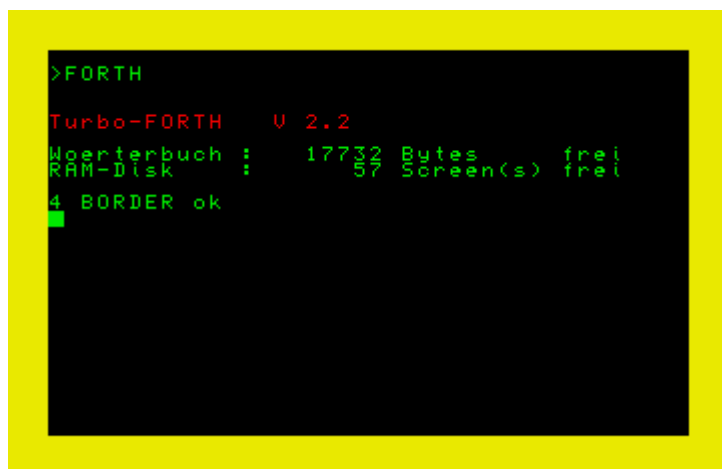 >FORTH
Turbo-FORTH V 2.2
Woerterbuch : 17732 Bytes frei
RAM-Disk : 57 Screen(s) frei
4 BORDER ok